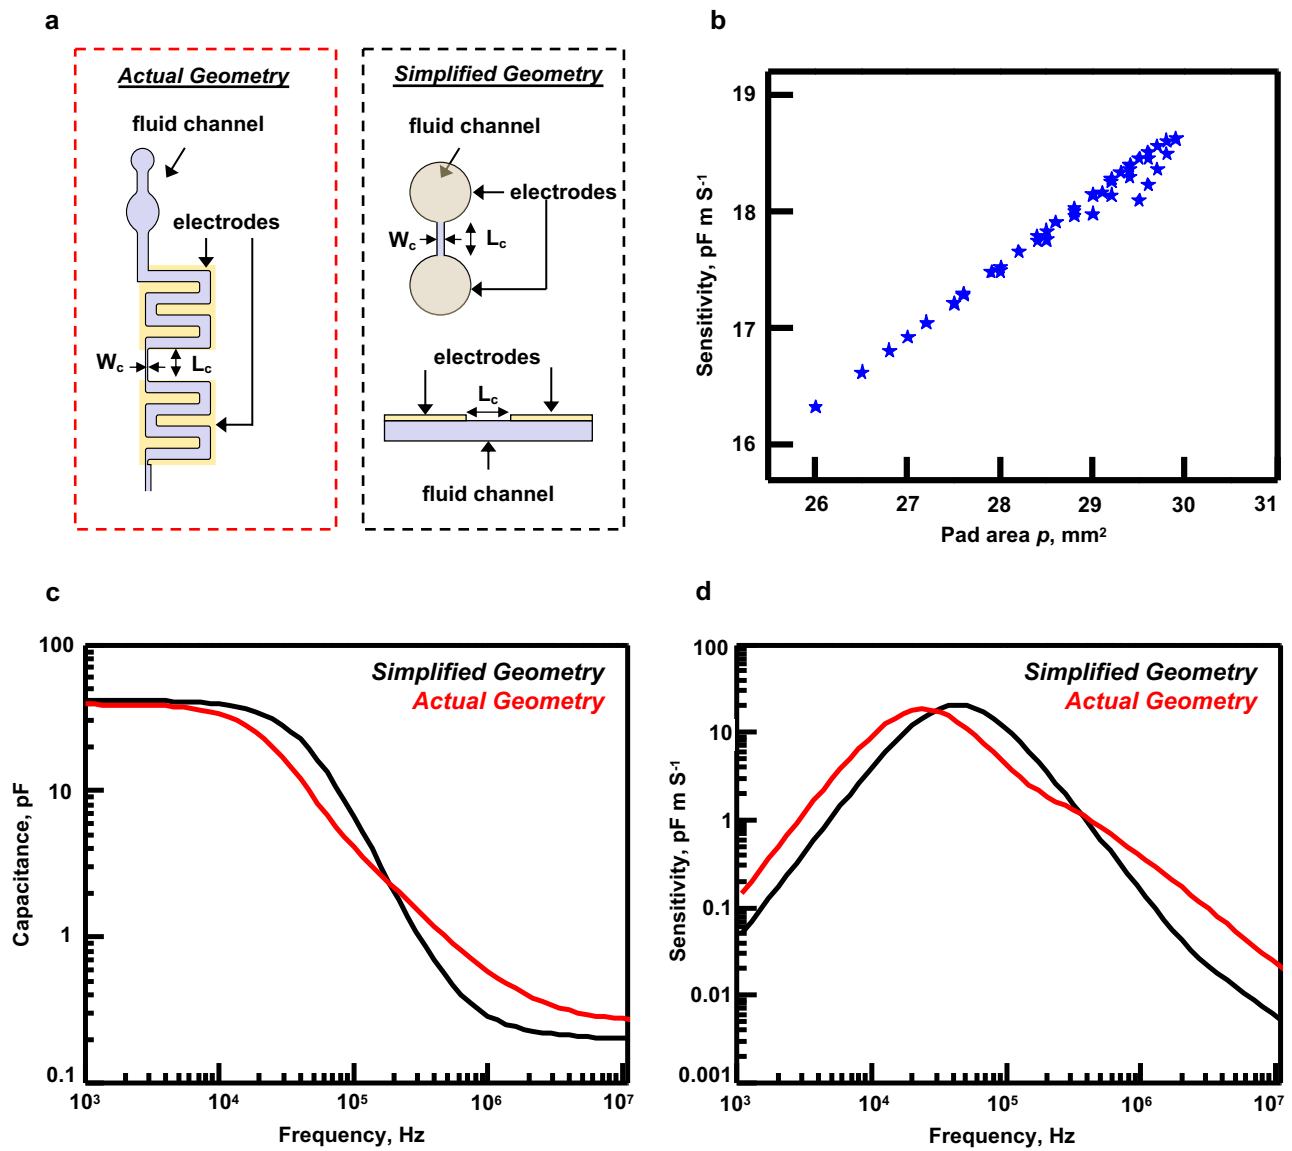 a
Actual Geometry
fluid channel
electrodes
Wc
Lc
Simplified Geometry
fluid channel
electrodes
Wc
Lc
electrodes
Lc
fluid channel
b
19
18
17
16
Sensitivity, pF m S-1
26 27 28 29 30 31
Pad area p, mm2
c
Simplified Geometry
Actual Geometry
100
10
1
0.1
Capacitance, pF
10³ 10⁴ 10⁵ 10⁶ 10⁷
Frequency, Hz
d
Simplified Geometry
Actual Geometry
100
10
1
0.1
0.01
0.001
Sensitivity, pF m S-1
10³ 10⁴ 10⁵ 10⁶ 10⁷
Frequency, Hz